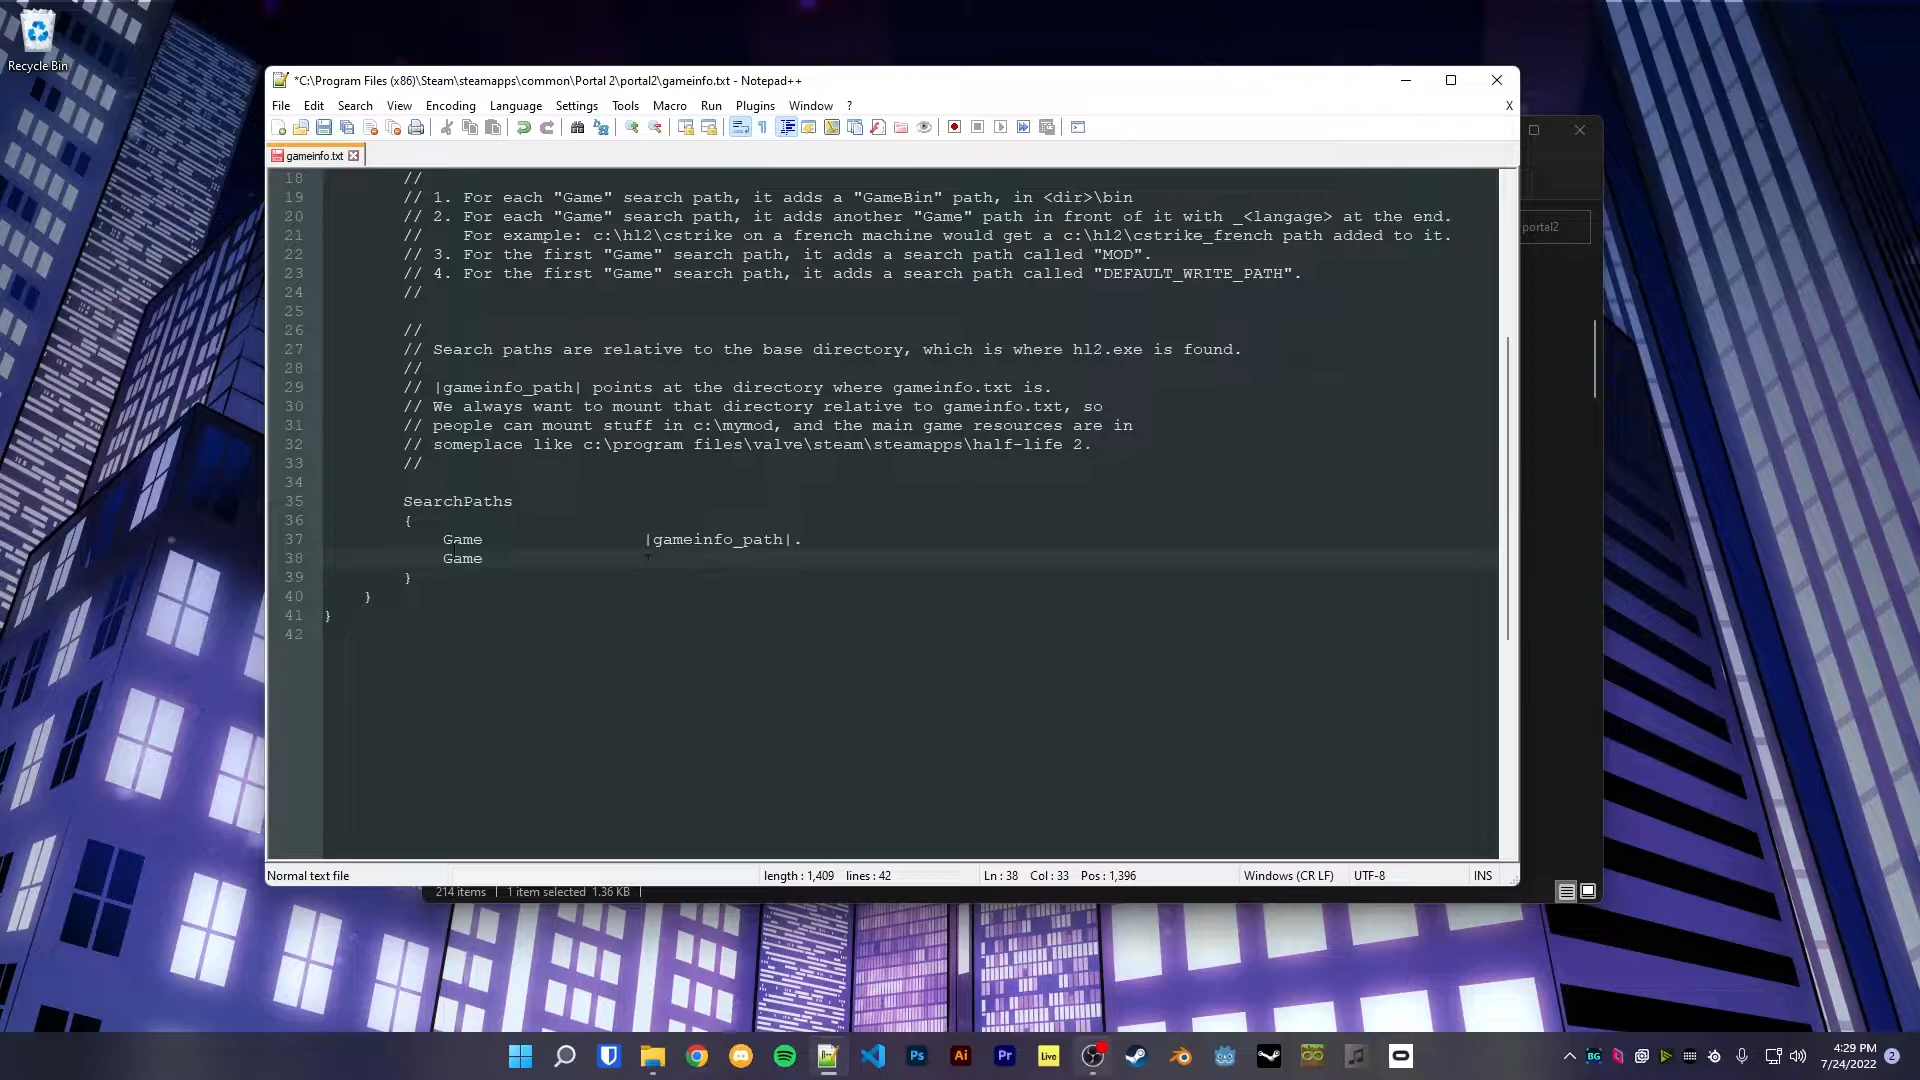 Recycle Bin
*C:\Program Files (x86)\Steam\steamapps\common\Portal 2\portal2\gameinfo.txt - Notepad++
File Edit Search View Encoding Language Settings Tools Macro Run Plugins Window ? X
gameinfo.txt
18 //
19 // 1. For each "Game" search path, it adds a "GameBin" path, in <dir>\bin
20 // 2. For each "Game" search path, it adds another "Game" path in front of it with _<langage> at the end.
21 // For example: c:\hl2\cstrike on a french machine would get a c:\hl2\cstrike_french path added to it.
22 // 3. For the first "Game" search path, it adds a search path called "MOD".
23 // 4. For the first "Game" search path, it adds a search path called "DEFAULT_WRITE_PATH".
24 //
25
26 //
27 // Search paths are relative to the base directory, which is where hl2.exe is found.
28 //
29 // |gameinfo_path| points at the directory where gameinfo.txt is.
30 // We always want to mount that directory relative to gameinfo.txt, so
31 // people can mount stuff in c:\mymod, and the main game resources are in
32 // someplace like c:\program files\valve\steam\steamapps\half-life 2.
33 //
34
35 SearchPaths
36 {
37 Game |gameinfo_path|.
38 Game
39 }
40 }
41 }
42
portal2
Normal text file length : 1,409 lines : 42 Ln : 38 Col : 33 Pos : 1,396 Windows (CR LF) UTF-8 INS
214 items 1 item selected 1.36 KB
Ps Ai Pr Live
BG
4:29 PM
7/24/2022
2